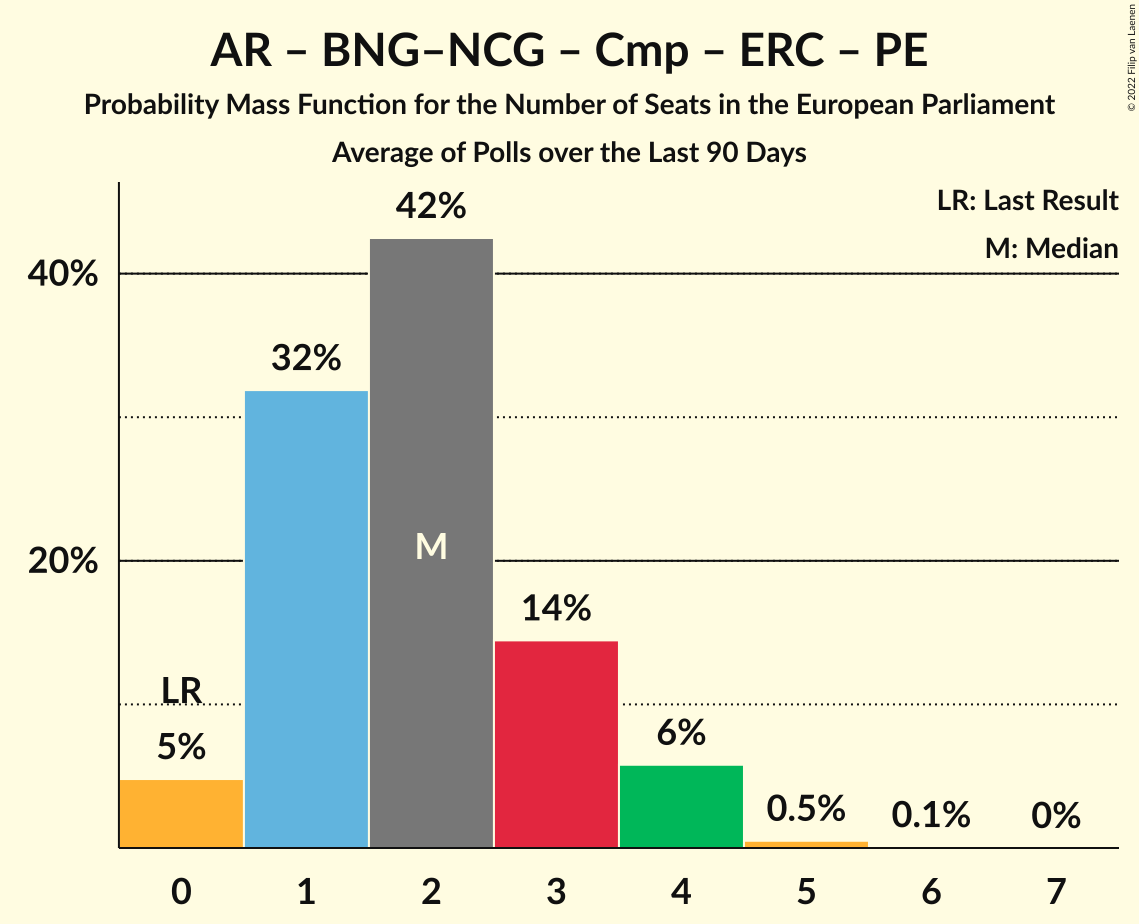 AR – BNG–NCG – Cmp – ERC – PE
Probability Mass Function for the Number of Seats in the European Parliament
Average of Polls over the Last 90 Days
© 2022 Filip van Laenen
LR: Last Result
M: Median
40%
20%
LR
5%
32%
42%
M
14%
6%
0.5%
0.1%
0%
0 1 2 3 4 5 6 7